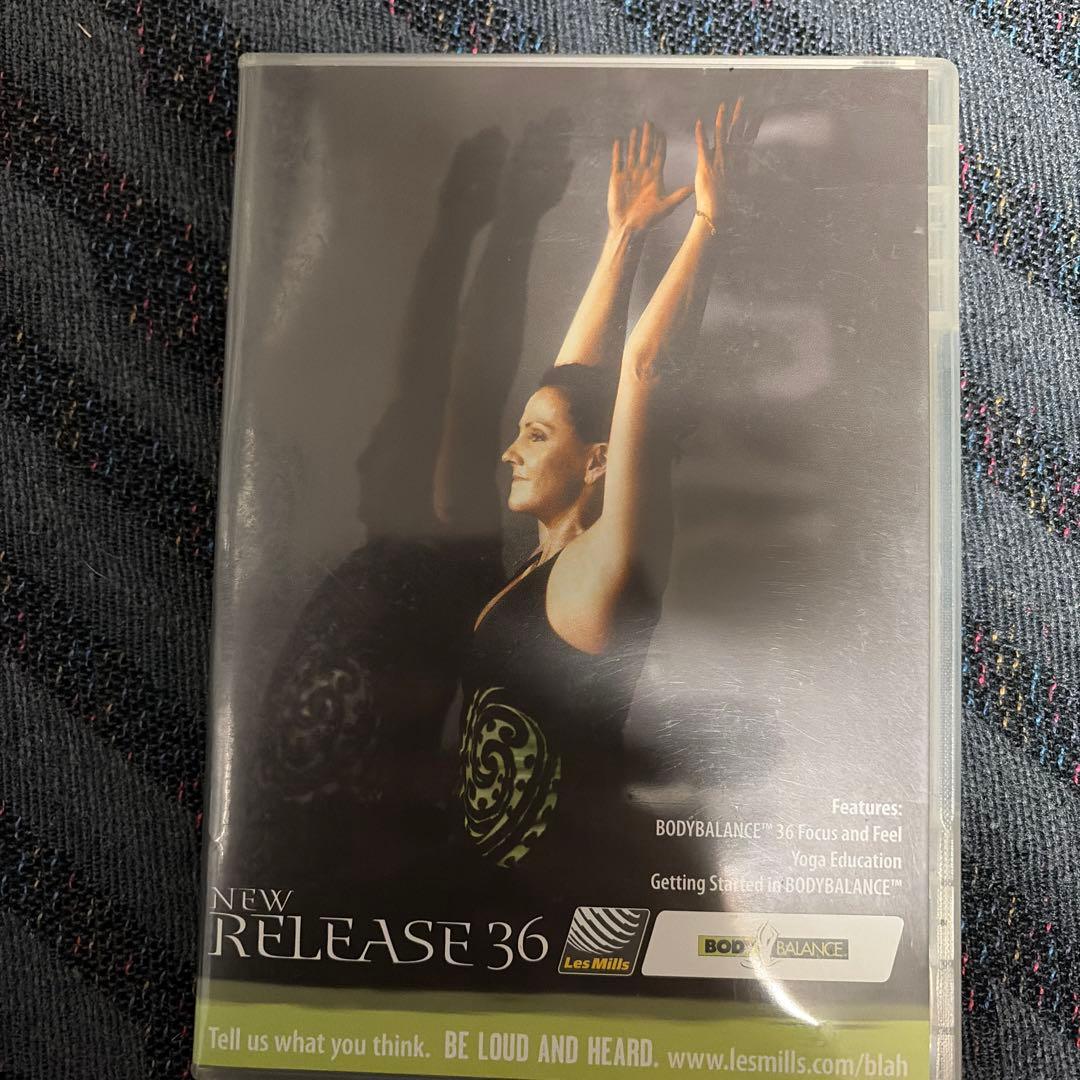 Features:
BODYBALANCE™ 36 Focus and Feel
Yoga Education
Getting Started in BODYBALANCE™
NEW
RELEASE 36
Les Mills
BODY BALANCE
Tell us what you think. BE LOUD AND HEARD. www.lesmills.com/blah